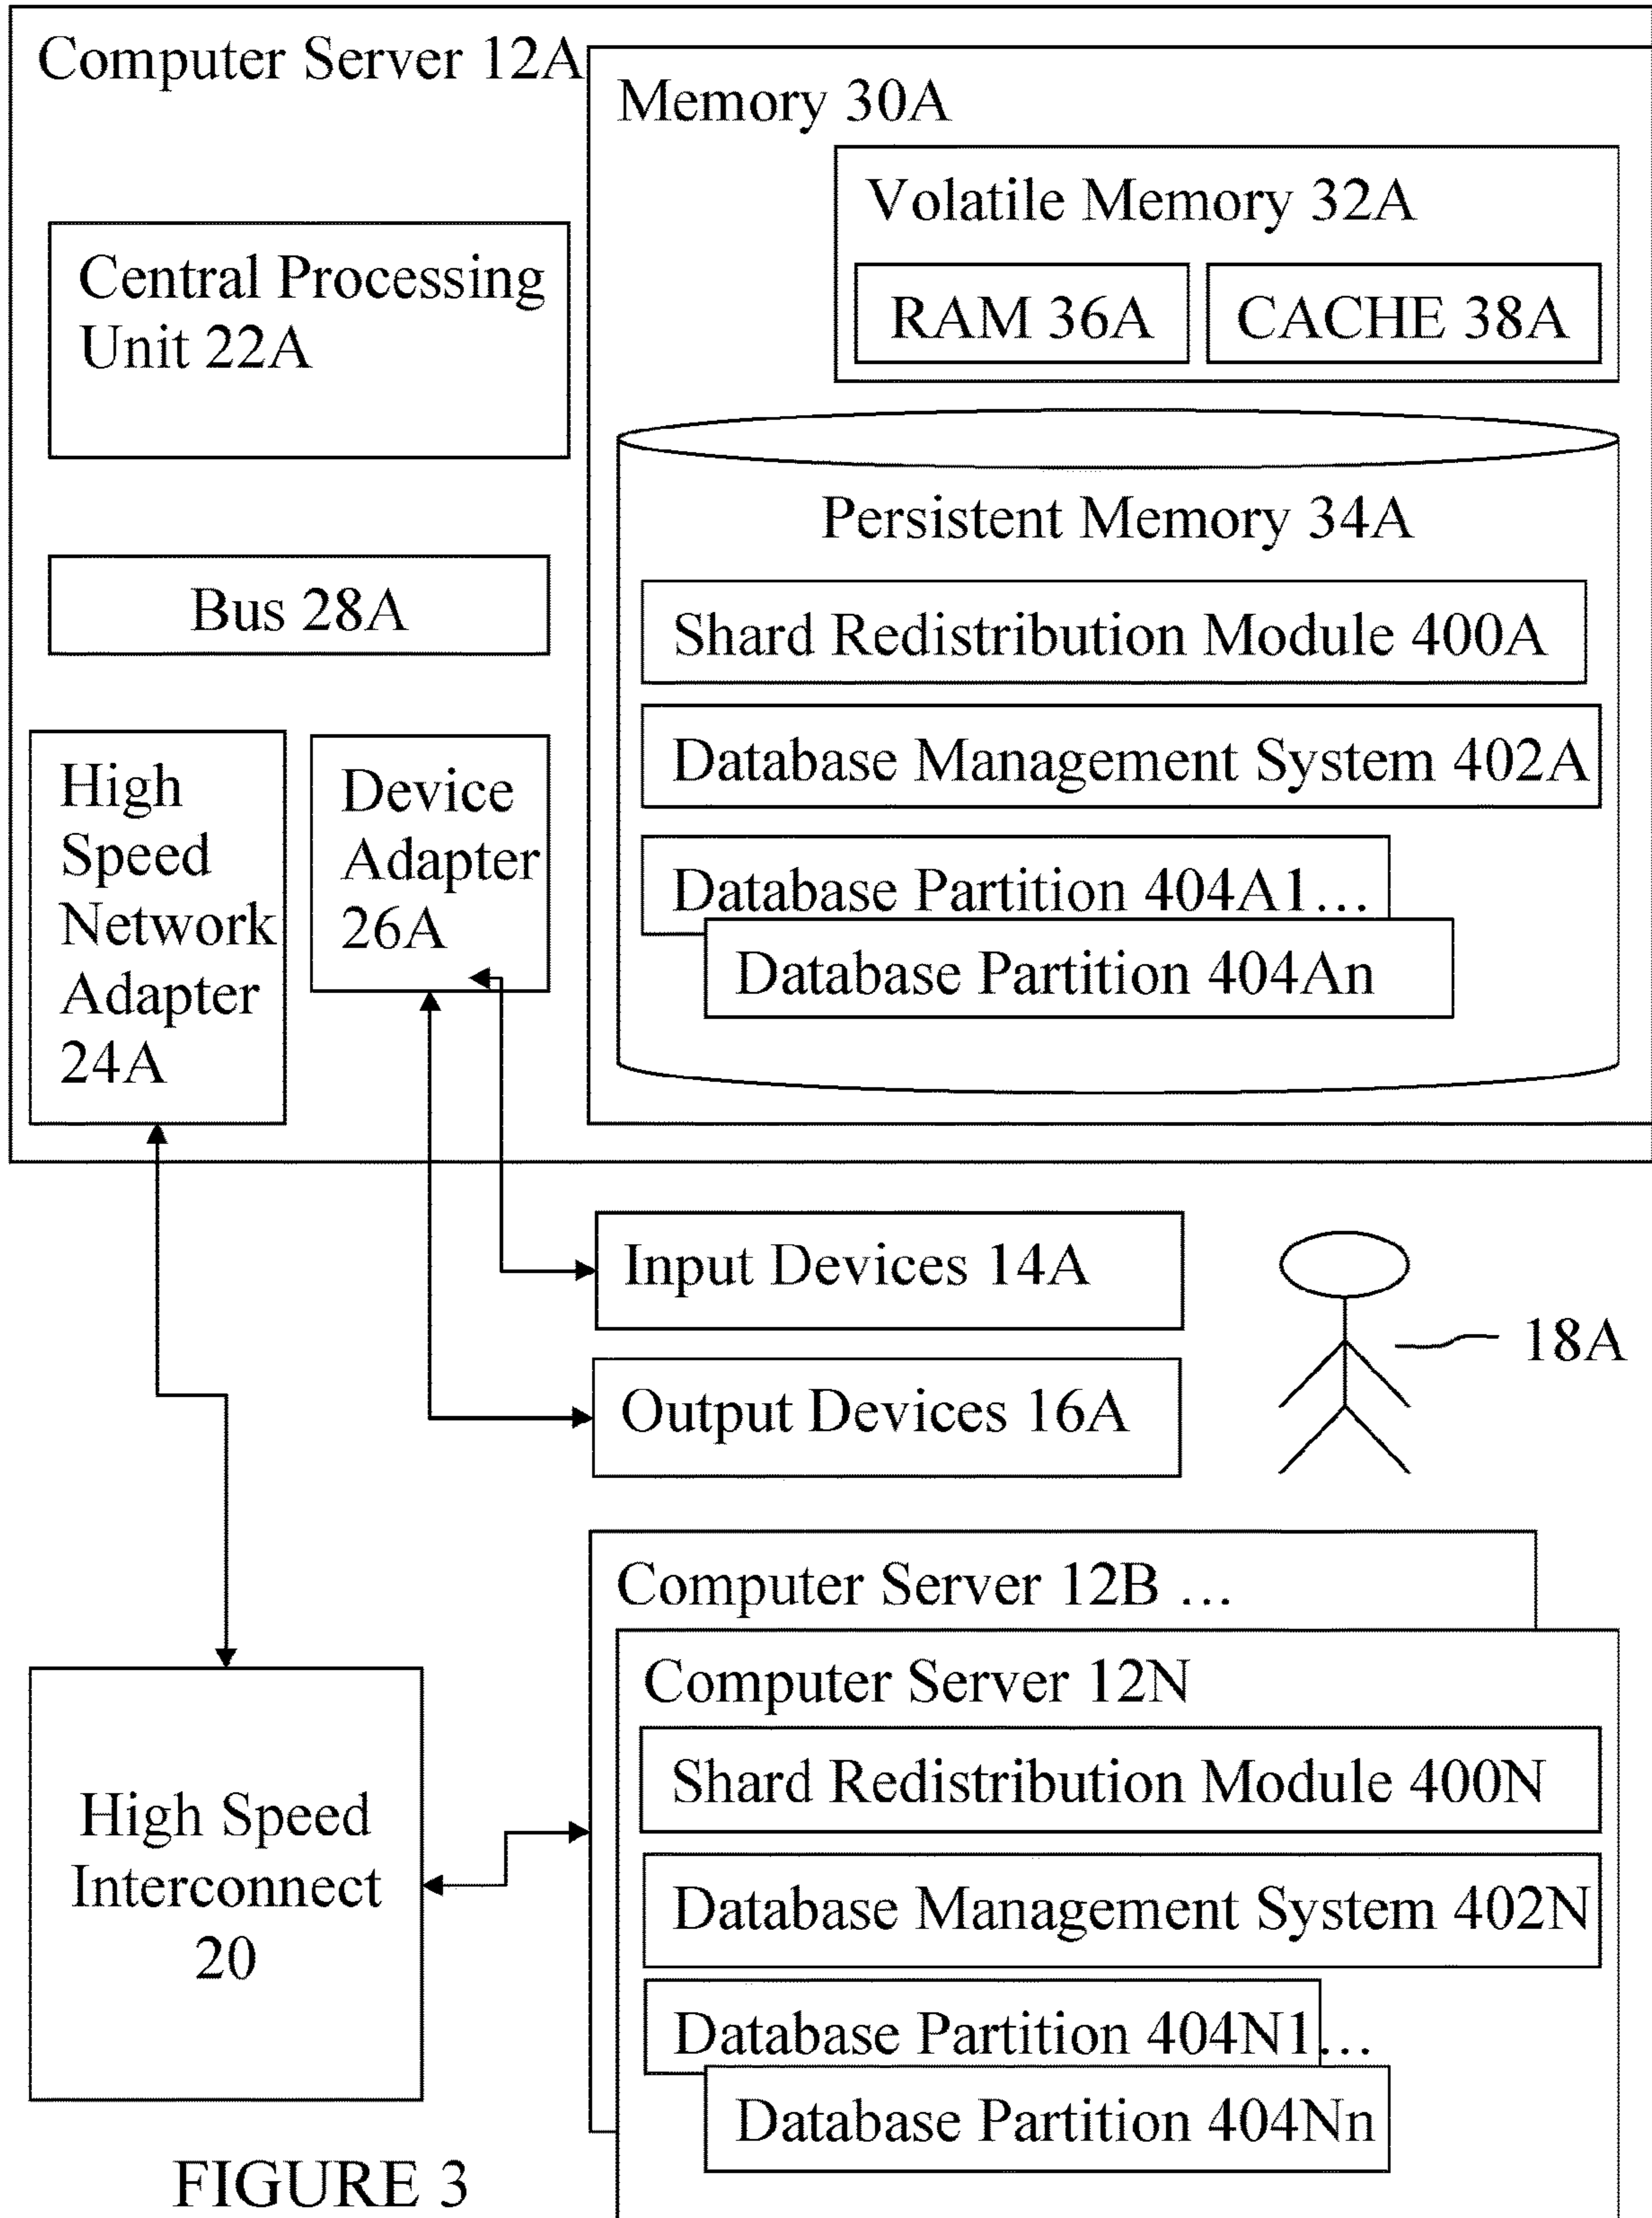 Computer Server 12A
Memory 30A
Volatile Memory 32A
RAM 36A
CACHE 38A
Central Processing
Unit 22A
Persistent Memory 34A
Bus 28A
Shard Redistribution Module 400A
Database Management System 402A
Database Partition 404A1...
Database Partition 404An
High
Speed
Network
Adapter
24A
Device
Adapter
26A
Input Devices 14A
18A
Output Devices 16A
Computer Server 12B ...
Computer Server 12N
Shard Redistribution Module 400N
Database Management System 402N
Database Partition 404N1...
Database Partition 404Nn
High Speed
Interconnect
20
FIGURE 3